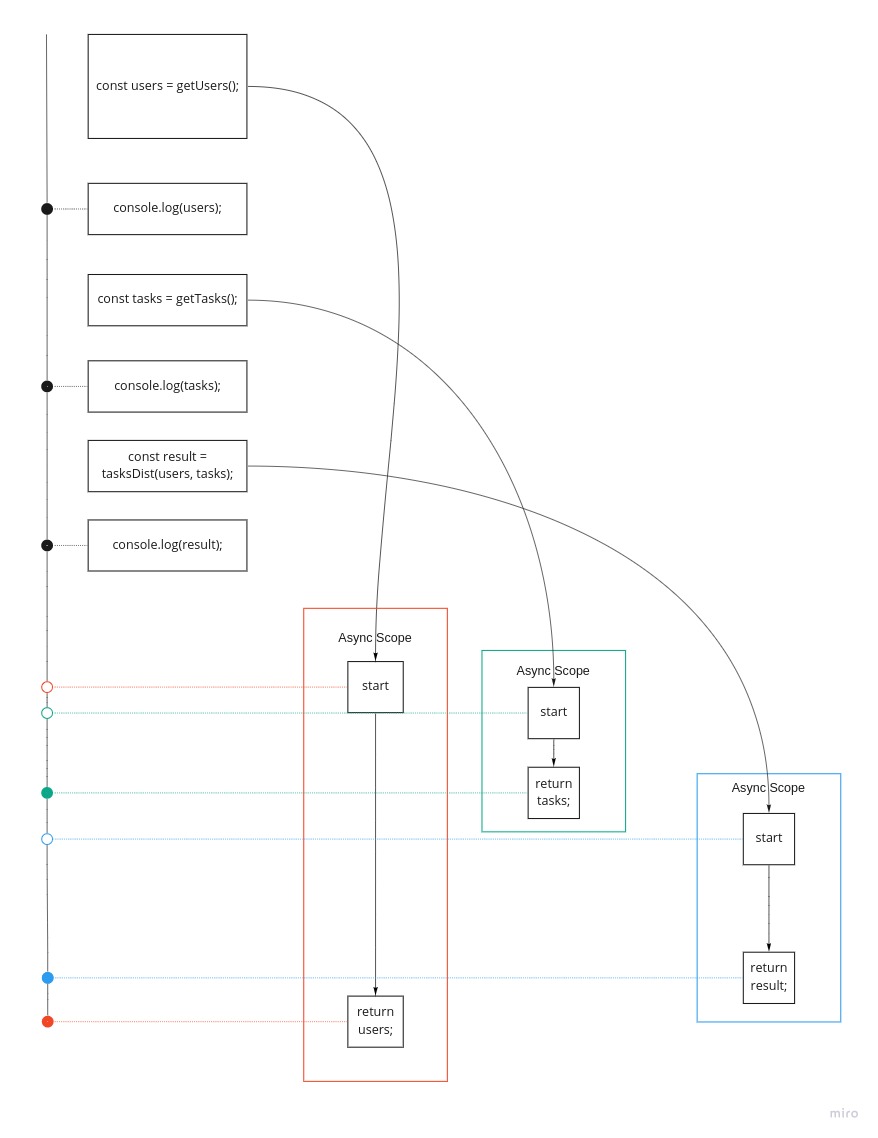 const users = getUsers();
console.log(users);
const tasks = getTasks();
console.log(tasks);
const result =
tasksDist(users, tasks);
console.log(result);
Async Scope
start
return
users;
Async Scope
start
return
tasks;
Async Scope
start
return
result;
miro